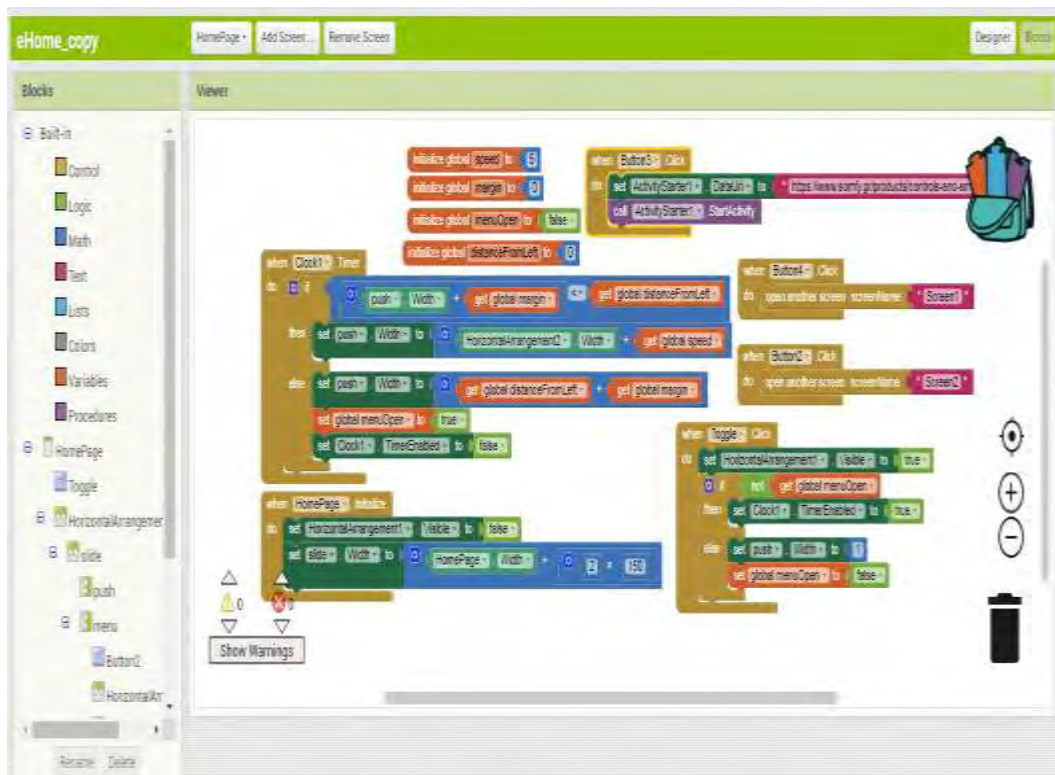 eHome_copy
HomePage
Add Screen ...
Remove Screen
Designer
Blocks
Viewer
Built-in
Control
Logic
Math
Text
Lists
Colors
Variables
Procedures
HomePage
Toggle
HorizontalArrangemer
slide
push
menu
Button2
HorizontalArr
Rename Delete
initialize global speed to 5
initialize global margin to 0
initialize global menuOpen to false
initialize global distanceFromLeft to 0
when Button3 .Click
do set ActivityStarter1 . DataUri to
call ActivityStarter1 .StartActivity
when Clock1 .Timer
do if push . Width + get global margin get global distanceFromLeft
then set push . Width to HorizontalArrangement2 . Width + get global speed
else set push . Width to get global distanceFromLeft + get global margin
set global menuOpen to true
set Clock1 . TimerEnabled to false
when HomePage .Initialize
do set HorizontalArrangement1 . Visible to false
set slide . Width to HomePage . Width + 2 × 150
when Button4 .Click
do open another screen screenName " Screen1 "
when Button2 .Click
do open another screen screenName " Screen2 "
when Toggle .Click
do set HorizontalArrangement1 . Visible to true
if not get global menuOpen
then set Clock1 . TimerEnabled to true
else set push . Width to 1
set global menuOpen to false
0 0
Show Warnings